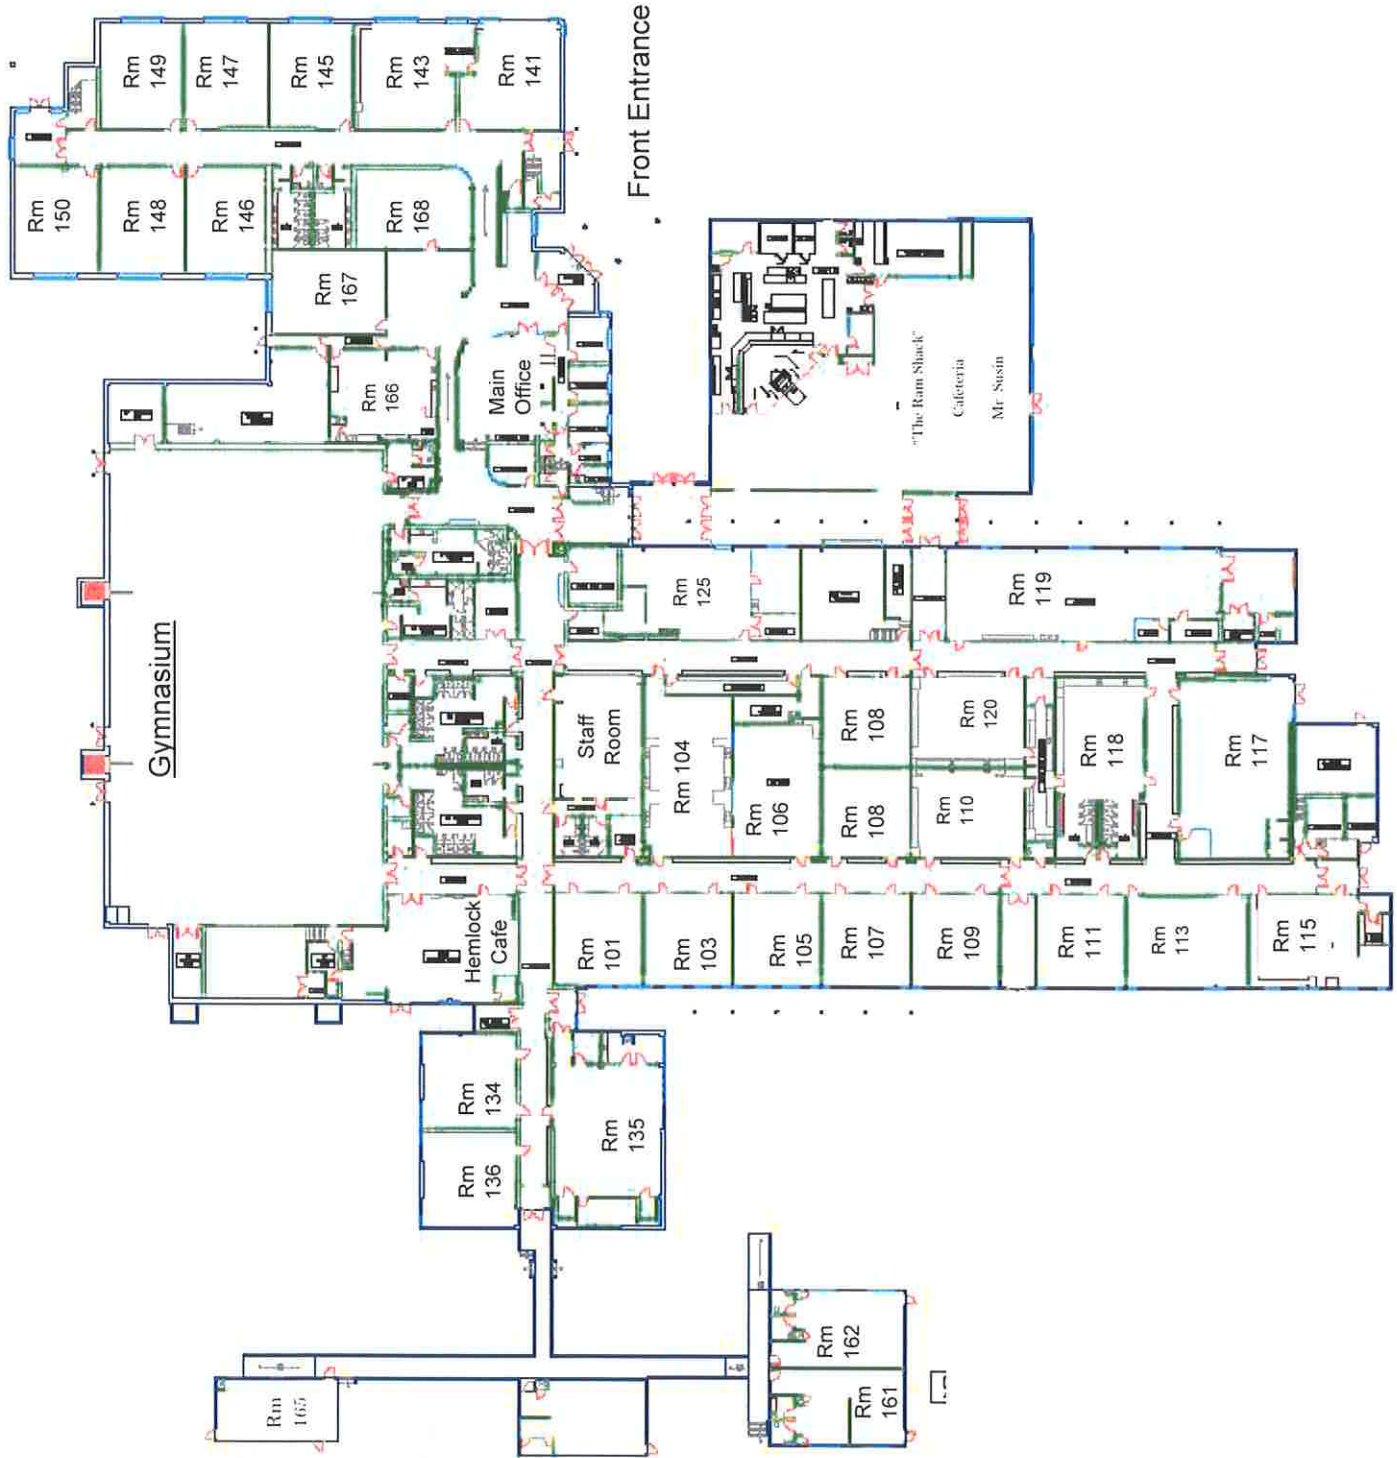 Rm
149
Rm
147
Rm
145
Rm
143
Rm
141
Front Entrance
Rm
150
Rm
148
Rm
146
Rm
168
Rm
167
Rm
166
Main
Office
"The Ram Shack"
Cafeteria
Mr Susin
Gymnasium
Rm
125
Rm
119
Staff
Room
Rm 104
Rm
106
Rm
108
Rm
108
Rm
120
Rm
110
Rm
118
Rm
117
Hemlock
Cafe
Rm
101
Rm
103
Rm
105
Rm
107
Rm
109
Rm
111
Rm
113
Rm
115
Rm
134
Rm
136
Rm
135
Rm
165
Rm
162
Rm
161